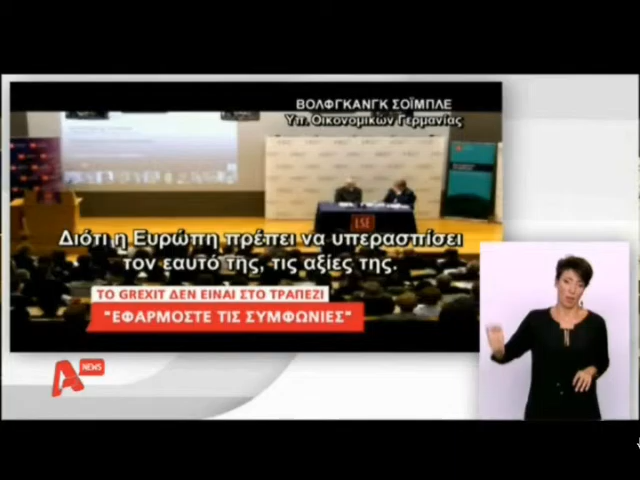 ΒΟΛΦΓΚΑΝΓΚ ΣΟΪΜΠΛΕ
Υπ. Οικονομικών Γερμανίας
LSE
Διότι η Ευρώπη πρέπει να υπερασπίσει
τον εαυτό της, τις αξίες της.
ΤΟ GREXIT ΔΕΝ ΕΙΝΑΙ ΣΤΟ ΤΡΑΠΕΖΙ
"ΕΦΑΡΜΟΣΤΕ ΤΙΣ ΣΥΜΦΩΝΙΕΣ"
A NEWS